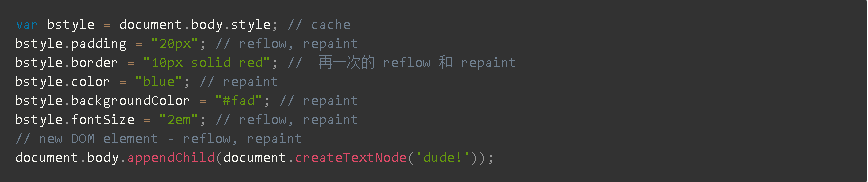 var bstyle = document.body.style; // cache
bstyle.padding = "20px"; // reflow, repaint
bstyle.border = "10px solid red"; //  再一次的 reflow 和 repaint
bstyle.color = "blue"; // repaint
bstyle.backgroundColor = "#fad"; // repaint
bstyle.fontSize = "2em"; // reflow, repaint
// new DOM element - reflow, repaint
document.body.appendChild(document.createTextNode('dude!'));